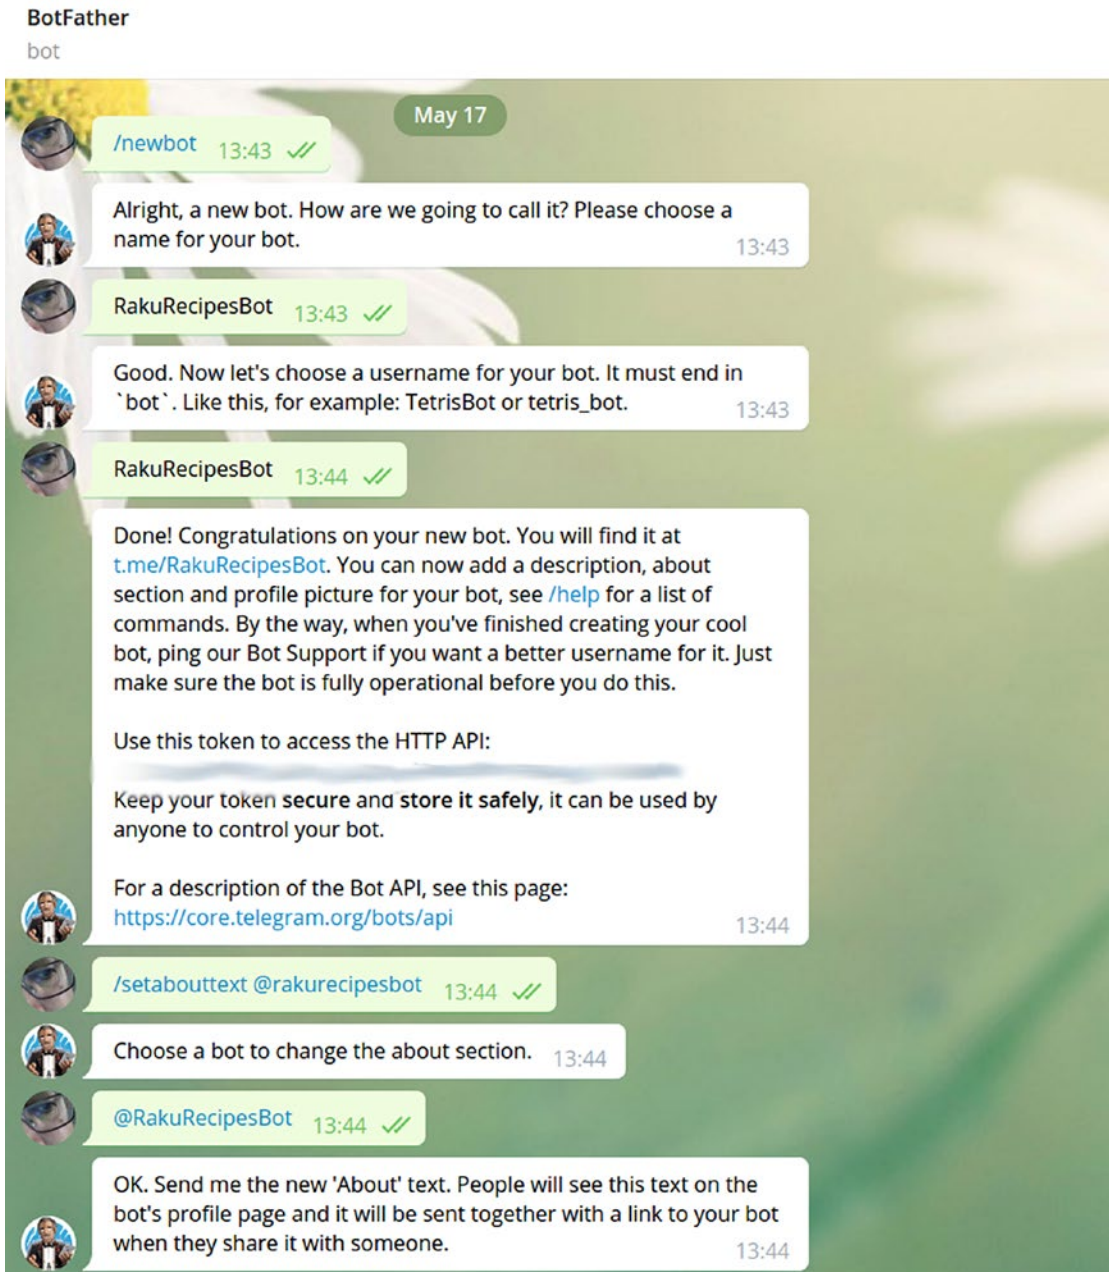 BotFather
bot
May 17
/newbot 13:43
Alright, a new bot. How are we going to call it? Please choose a
name for your bot. 13:43
RakuRecipesBot 13:43
Good. Now let's choose a username for your bot. It must end in
`bot`. Like this, for example: TetrisBot or tetris_bot. 13:43
RakuRecipesBot 13:44
Done! Congratulations on your new bot. You will find it at
t.me/RakuRecipesBot. You can now add a description, about
section and profile picture for your bot, see /help for a list of
commands. By the way, when you've finished creating your cool
bot, ping our Bot Support if you want a better username for it. Just
make sure the bot is fully operational before you do this.
Use this token to access the HTTP API:
Keep your token secure and store it safely, it can be used by
anyone to control your bot.
For a description of the Bot API, see this page:
https://core.telegram.org/bots/api 13:44
/setabouttext @rakurecipesbot 13:44
Choose a bot to change the about section. 13:44
@RakuRecipesBot 13:44
OK. Send me the new 'About' text. People will see this text on the
bot's profile page and it will be sent together with a link to your bot
when they share it with someone. 13:44